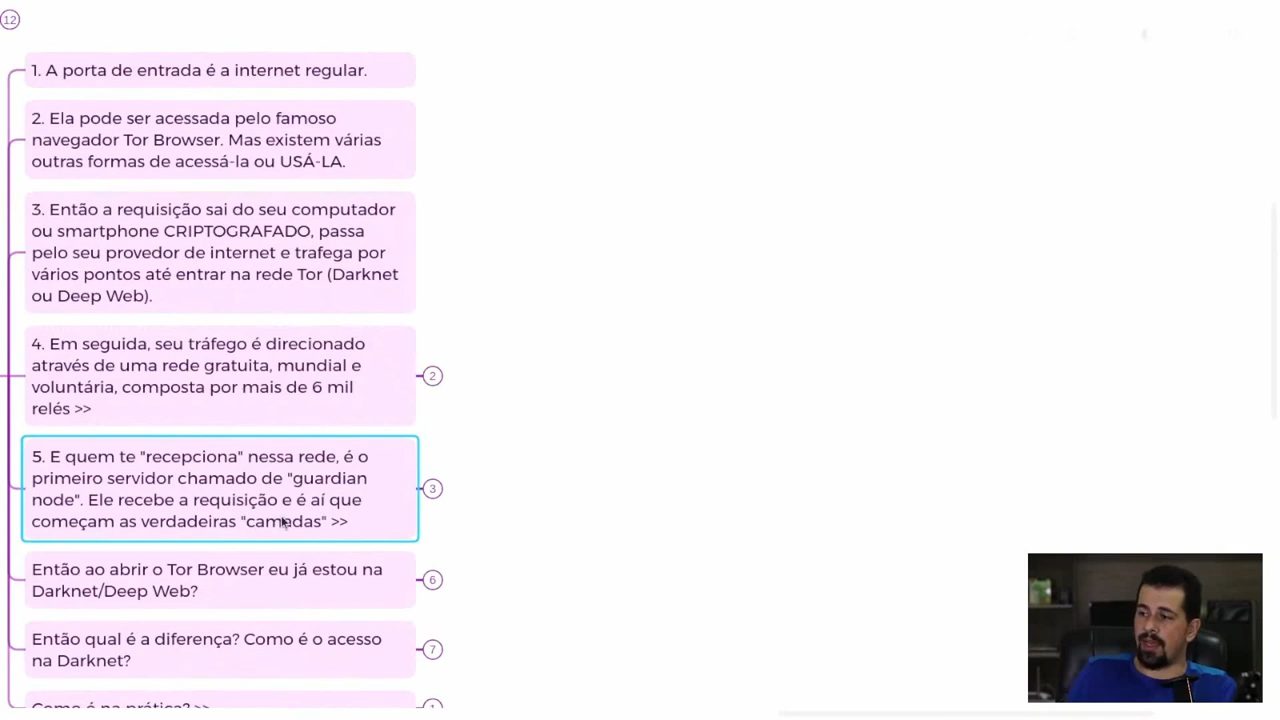 12
1. A porta de entrada é a internet regular.
2. Ela pode ser acessada pelo famoso
navegador Tor Browser. Mas existem várias
outras formas de acessá-la ou USÁ-LA.
3. Então a requisição sai do seu computador
ou smartphone CRIPTOGRAFADO, passa
pelo seu provedor de internet e trafega por
vários pontos até entrar na rede Tor (Darknet
ou Deep Web).
4. Em seguida, seu tráfego é direcionado
através de uma rede gratuita, mundial e
voluntária, composta por mais de 6 mil
relés >>
2
5. E quem te "recepciona" nessa rede, é o
primeiro servidor chamado de "guardian
node". Ele recebe a requisição e é aí que
começam as verdadeiras "camadas" >>
3
Então ao abrir o Tor Browser eu já estou na
Darknet/Deep Web?
6
Então qual é a diferença? Como é o acesso
na Darknet?
7
Como é na prática? >>
1